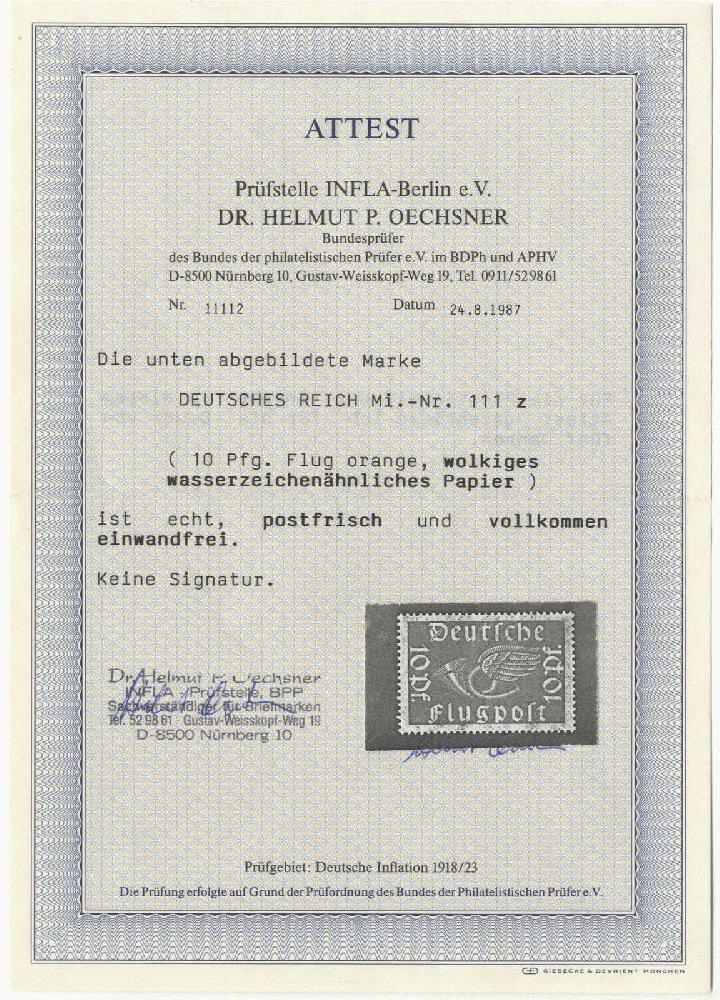 ATTEST
Prüfstelle INFLA-Berlin e.V.
DR. HELMUT P. OECHSNER
Bundesprüfer
des Bundes der philatelistischen Prüfer e.V. im BDPh und APHV
D-8500 Nürnberg 10, Gustav-Weisskopf-Weg 19, Tel. 0911/529861
Nr. 11112 Datum 24.8.1987
Die unten abgebildete Marke
DEUTSCHES REICH Mi.-Nr. 111 z
( 10 Pfg. Flug orange, wolkiges
wasserzeichenähnliches Papier )
ist echt, postfrisch und vollkommen
einwandfrei.
Keine Signatur.
Deutsche
10 Pf.
10 Pf.
Flugpost
Dr. Helmut P. Oechsner
INFLA - Prüfstelle, BPP
Sachverständiger für Briefmarken
Tel. 52 98 61 · Gustav-Weisskopf-Weg 19
D-8500 Nürnberg 10
Prüfgebiet: Deutsche Inflation 1918/23
Die Prüfung erfolgte auf Grund der Prüfordnung des Bundes der Philatelistischen Prüfer e.V.
GIESECKE & DEVRIENT MÜNCHEN